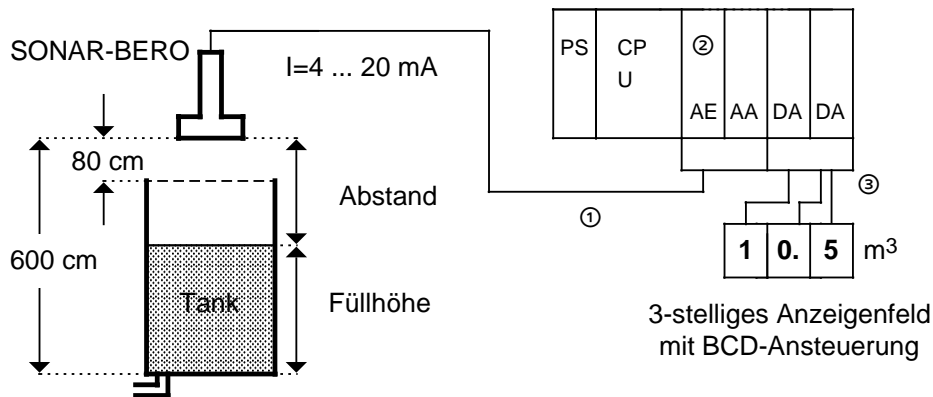 SONAR-BERO
I=4 ... 20 mA
PS
CP
U
②
AE
AA
DA
DA
80 cm
Abstand
①
③
600 cm
1 0. 5 m³
Tank
Füllhöhe
3-stelliges Anzeigenfeld
mit BCD-Ansteuerung